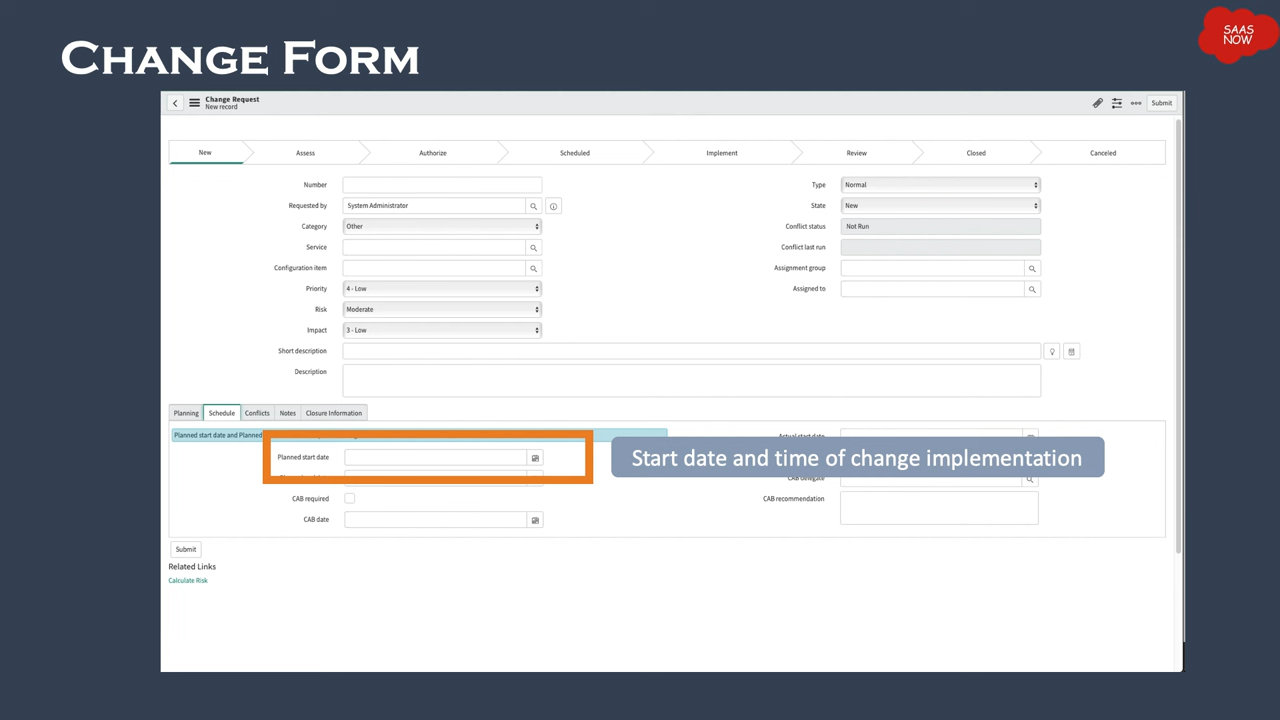 CHANGE FORM
SAAS
NOW
Change Request
New record
Submit
New
Assess
Authorize
Scheduled
Implement
Review
Closed
Canceled
Number
Type
Normal
Requested by
System Administrator
State
New
Category
Other
Conflict status
Not Run
Service
Conflict last run
Configuration item
Assignment group
Priority
4 - Low
Assigned to
Risk
Moderate
Impact
3 - Low
Short description
Description
Planning
Schedule
Conflicts
Notes
Closure Information
Planned start date and Planned
Actual start date
Planned start date
Start date and time of change implementation
CAB delegate
CAB required
CAB recommendation
CAB date
Submit
Related Links
Calculate Risk